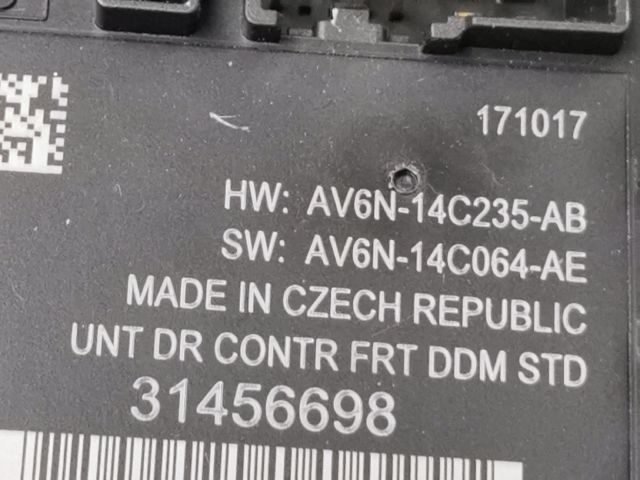 171017
HW: AV6N-14C235-AB
SW: AV6N-14C064-AE
MADE IN CZECH REPUBLIC
UNT DR CONTR FRT DDM STD
31456698